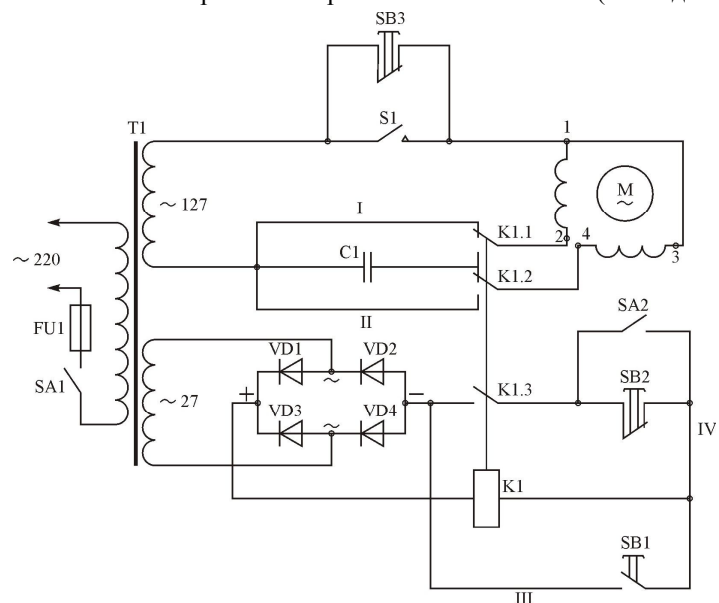 SB3
S1
T1
1
M
~
~ 127
I
K1.1
2
4
3
C1
K1.2
~ 220
II
FU1
SA1
VD1
VD2
SA2
~
+
−
K1.3
SB2
~ 27
VD3
VD4
~
IV
K1
SB1
III